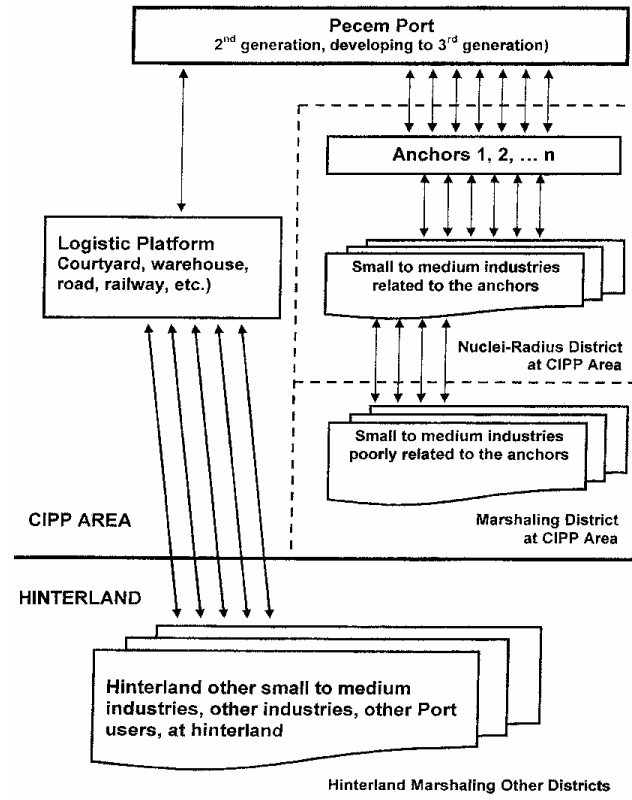 Pecem Port
2nd generation, developing to 3rd generation)
Anchors 1, 2, ... n
Logistic Platform
Courtyard, warehouse,
road, railway, etc.)
Small to medium industries
related to the anchors
Nuclei-Radius District
at CIPP Area
Small to medium industries
poorly related to the anchors
Marshaling District
at CIPP Area
CIPP AREA
HINTERLAND
Hinterland other small to medium
industries, other industries, other Port
users, at hinterland
Hinterland Marshaling Other Districts